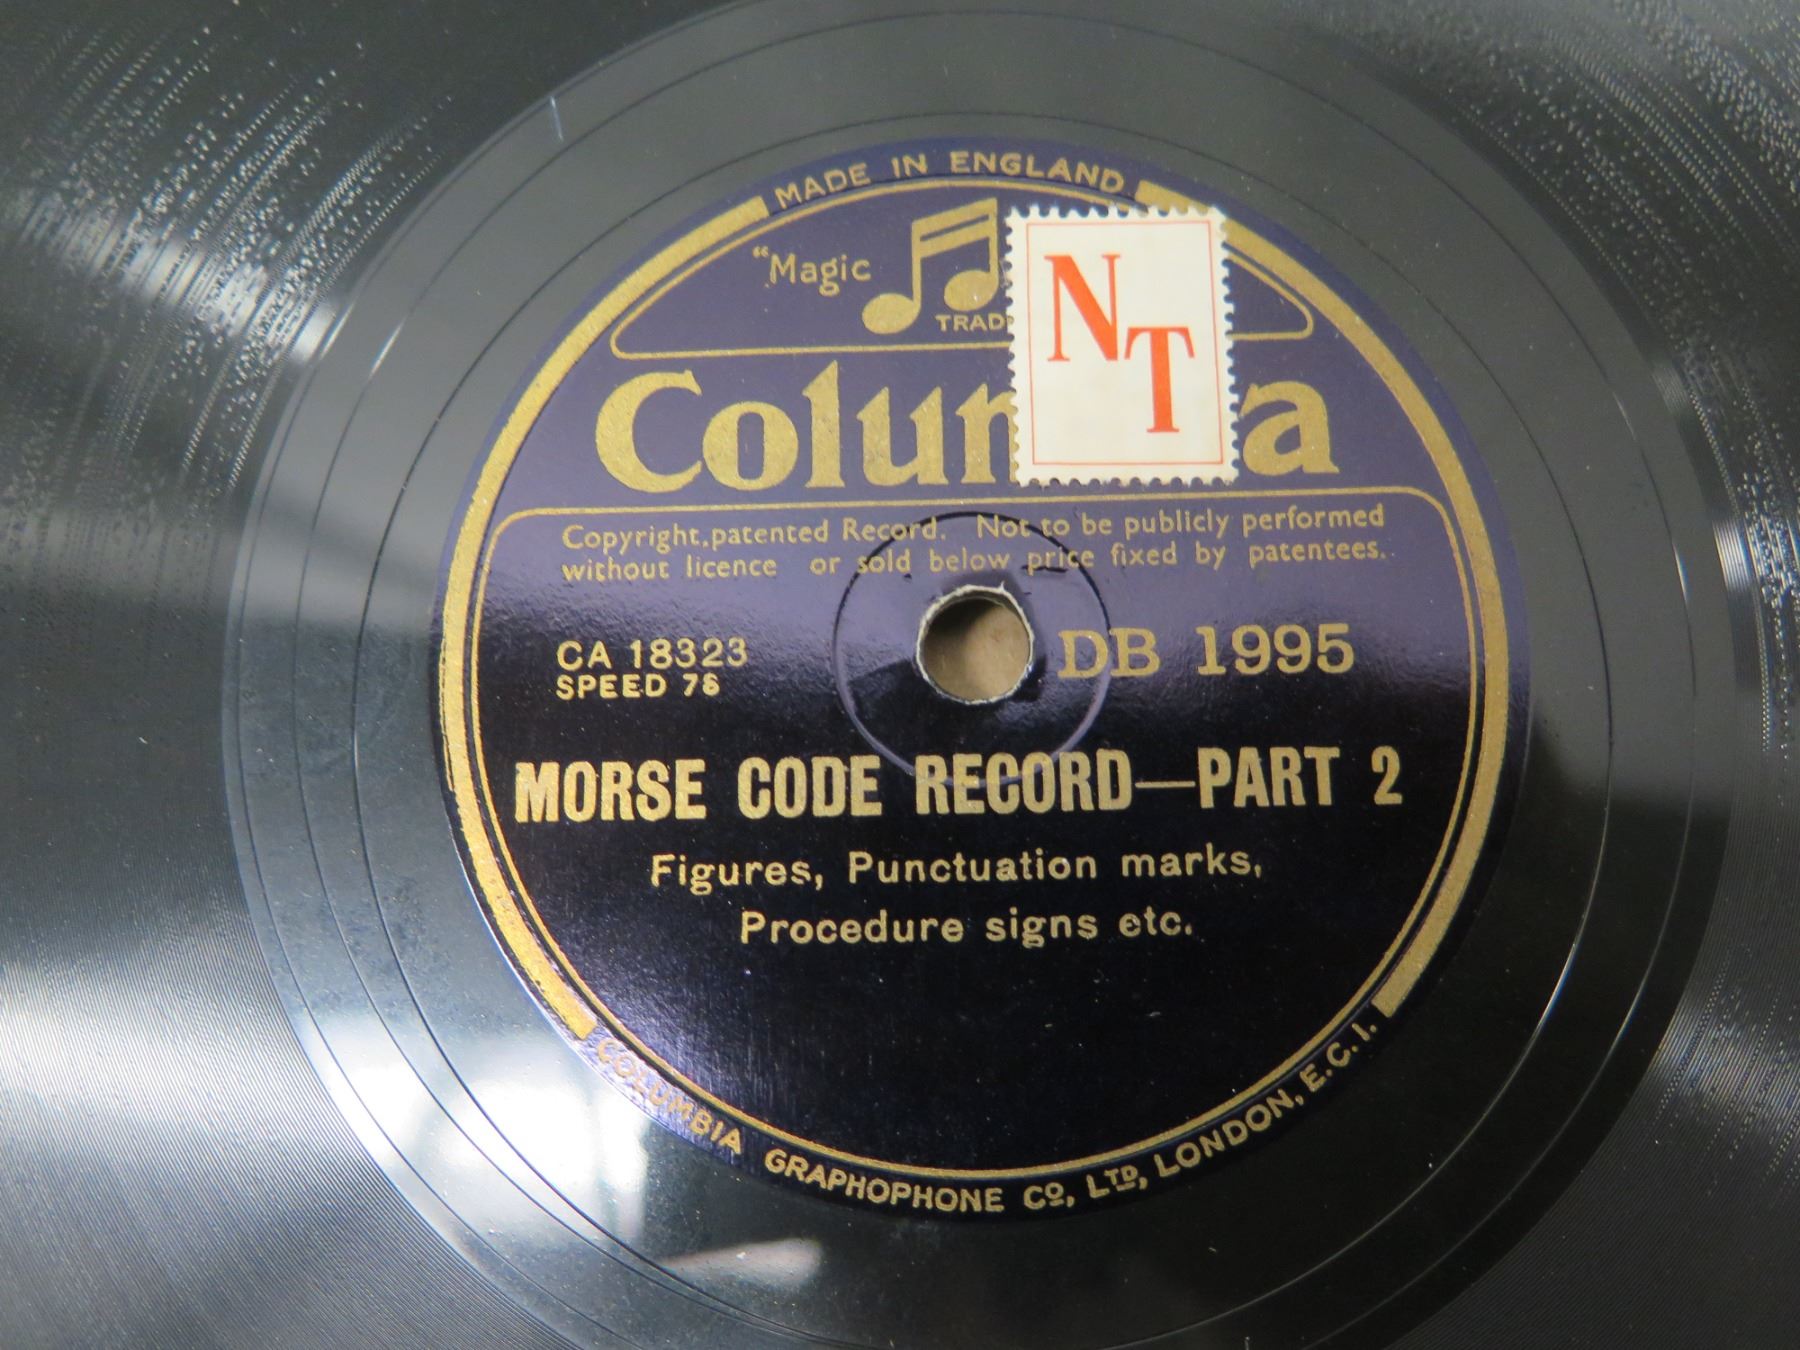 MADE IN ENGLAND
"Magic
TRAD
NT
Colum a
Copyright,patented Record. Not to be publicly performed
without licence or sold below price fixed by patentees.
CA 18323
SPEED 78
DB 1995
MORSE CODE RECORD—PART 2
Figures, Punctuation marks,
Procedure signs etc.
COLUMBIA GRAPHOPHONE CO, LTD, LONDON, E.C.1.